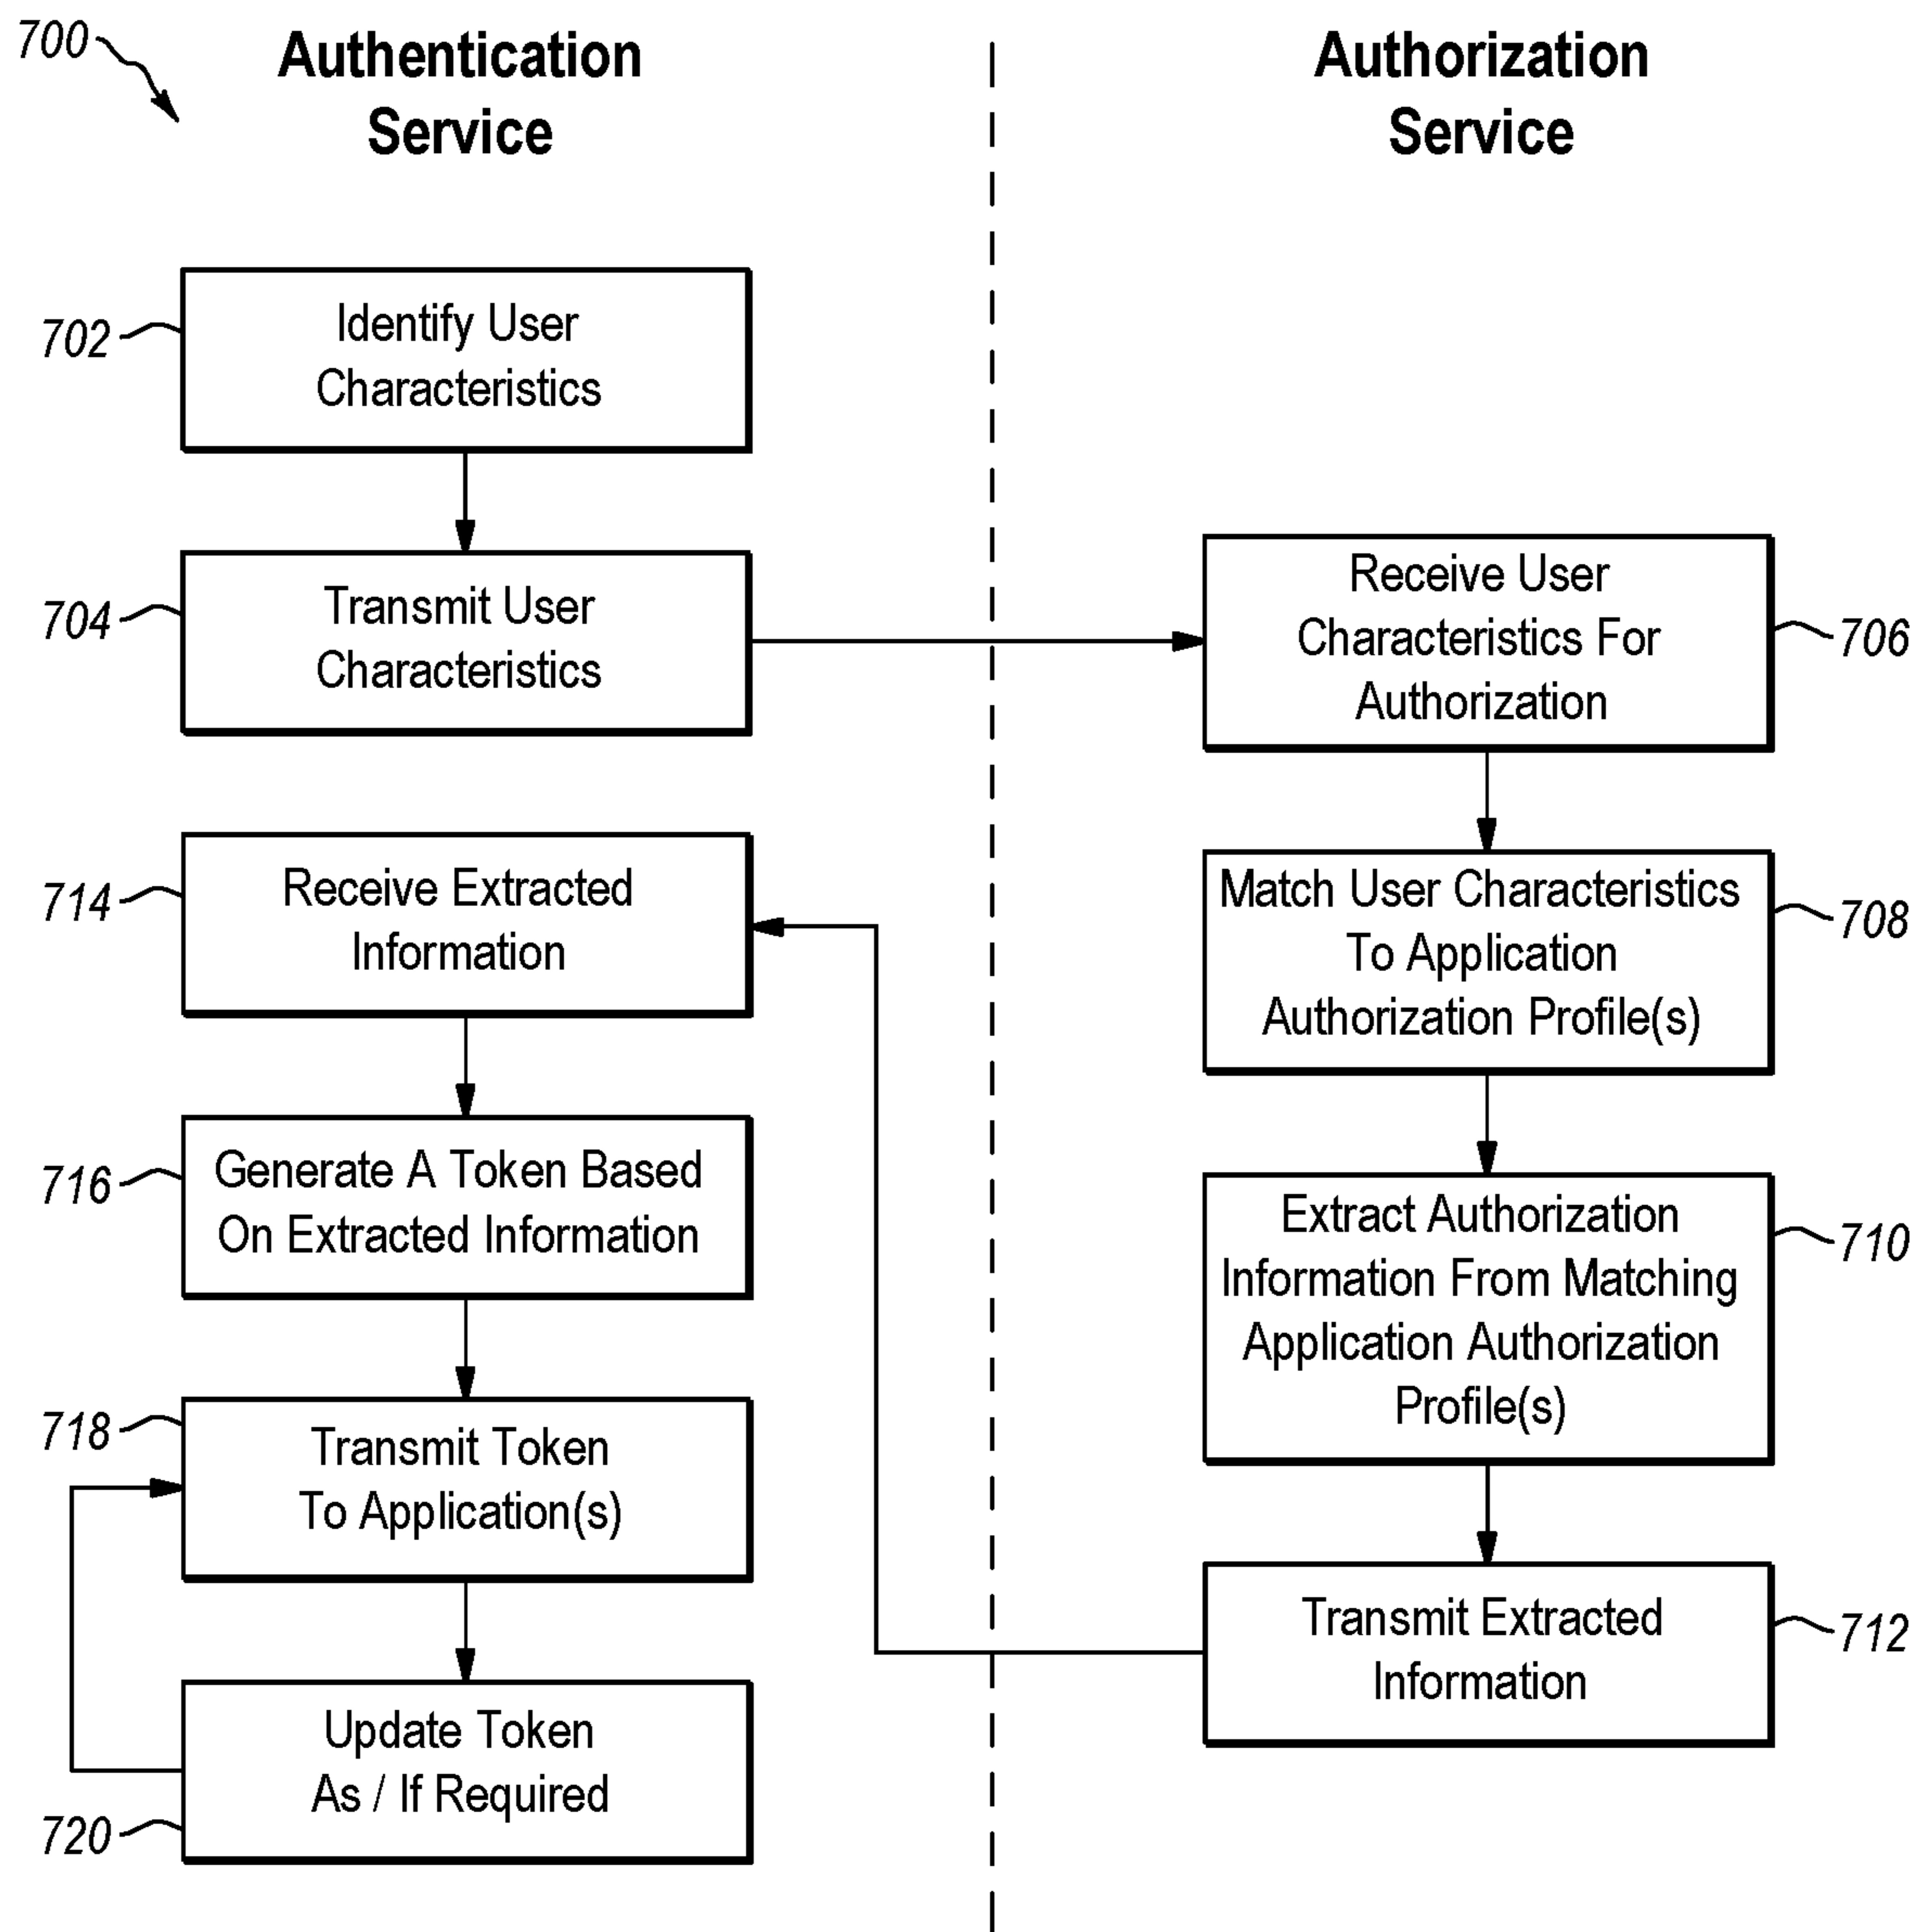 700
Authentication
Service
Authorization
Service
702
Identify User
Characteristics
704
Transmit User
Characteristics
Receive User
Characteristics For
Authorization
706
Match User Characteristics
To Application
Authorization Profile(s)
708
Extract Authorization
Information From Matching
Application Authorization
Profile(s)
710
Transmit Extracted
Information
712
714
Receive Extracted
Information
716
Generate A Token Based
On Extracted Information
718
Transmit Token
To Application(s)
Update Token
As / If Required
720